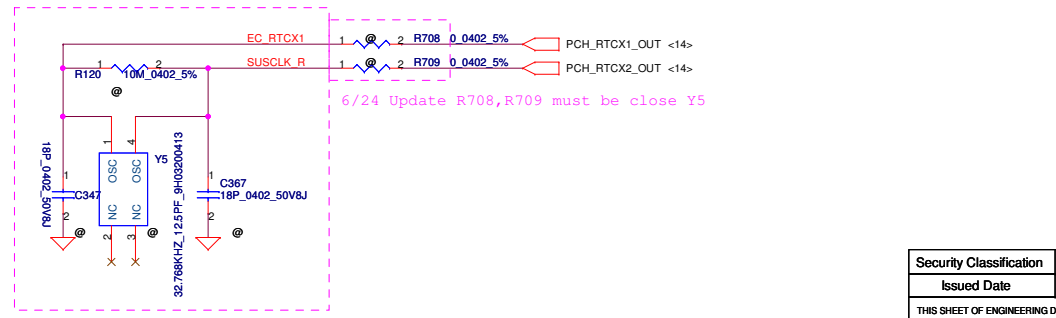 EC_RTCX1 1 @ 2 R708 0_0402_5% PCH_RTCX1_OUT <14>
SUSCLK_R 1 @ 2 R709 0_0402_5% PCH_RTCX2_OUT <14>
R120 1 2 10M_0402_5%
@
6/24 Update R708,R709 must be close Y5
1 4
Y5
OSC OSC
NC NC
2 3
@
32.768KHZ_12.5PF_9H03200413
18P_0402_50V8J
1
C347
2
@
1
C367
18P_0402_50V8J
2
@
Security Classification
Issued Date
THIS SHEET OF ENGINEERING D